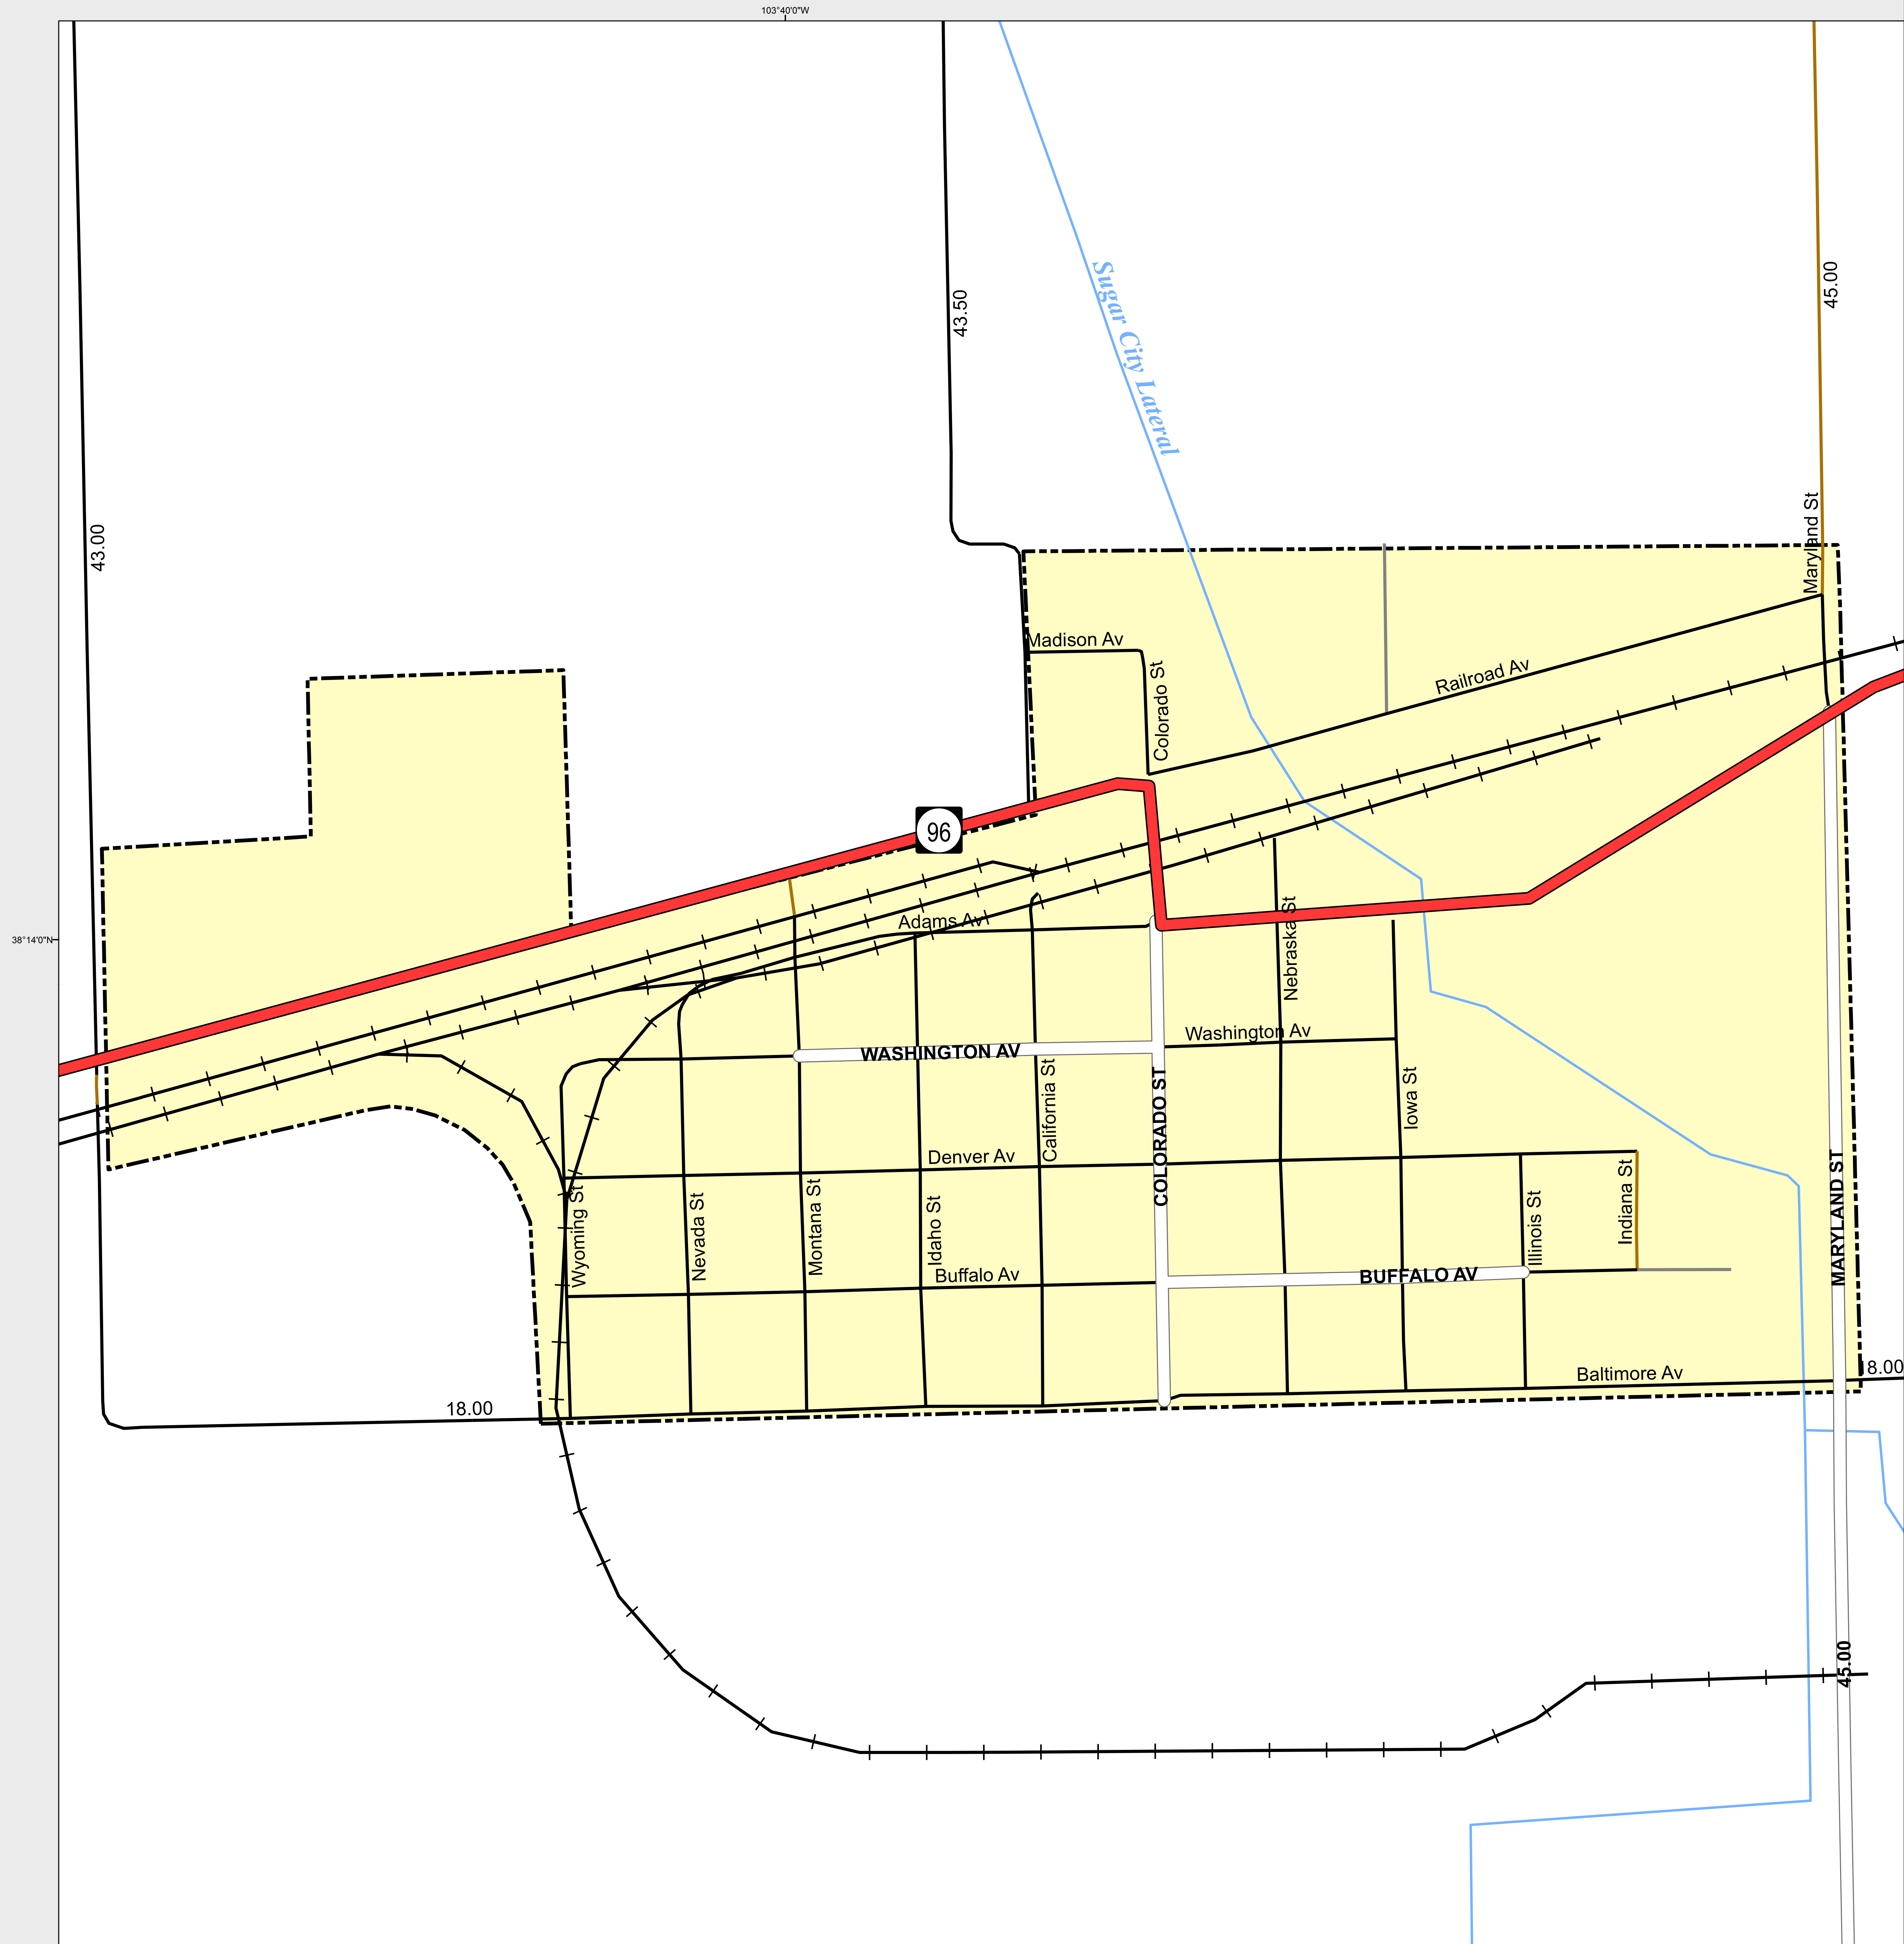 103°40'0"W
45.00
43.50
Sugar City Lateral
43.00
Maryland St
Madison Av
Colorado St
Railroad Av
96
Adams Av
38°14'0"N
Nebraska St
Washington Av
WASHINGTON AV
California St
COLORADO ST
Iowa St
Denver Av
Wyoming St
Nevada St
Montana St
Idaho St
Illinois St
Indiana St
MARYLAND ST
Buffalo Av
BUFFALO AV
Baltimore Av
18.00
18.00
45.00